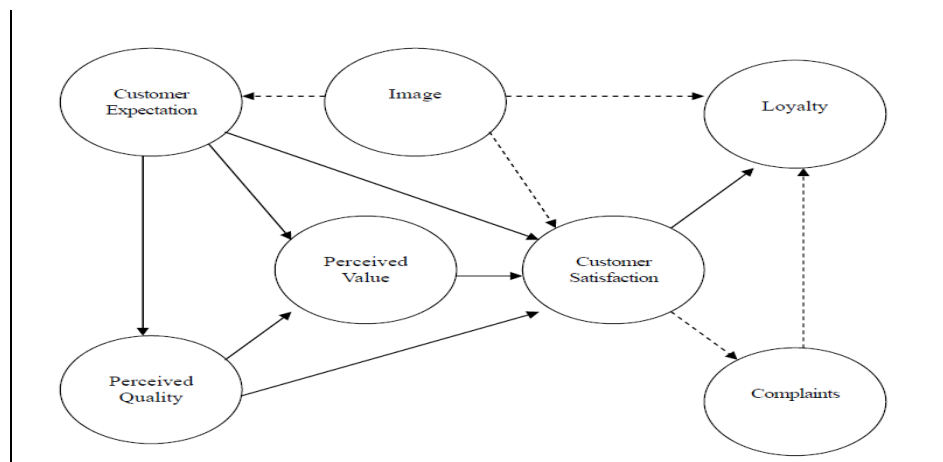 Customer
Expectation
Image
Loyalty
Perceived
Value
Customer
Satisfaction
Perceived
Quality
Complaints